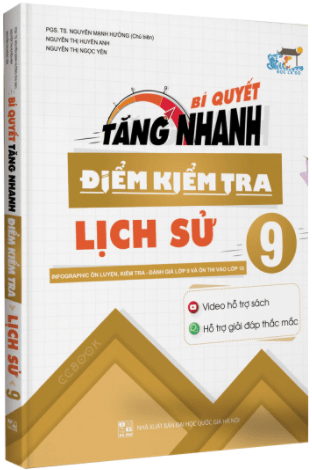 PGS. TS. NGUYỄN MẠNH HƯỞNG (Chủ biên)
NGUYỄN THỊ HUYỀN ANH
NGUYỄN THỊ NGỌC YÊN
BÍ QUYẾT
TĂNG NHANH
ĐIỂM KIỂM TRA
LỊCH SỬ 9
INFOGRAPHIC ÔN LUYỆN, KIỂM TRA - ĐÁNH GIÁ LỚP 9 VÀ ÔN THI VÀO LỚP 10
Video hỗ trợ sách
Hỗ trợ giải đáp thắc mắc
CCBOOK
NHÀ XUẤT BẢN ĐẠI HỌC QUỐC GIA HÀ NỘI
BÍ QUYẾT TĂNG NHANH ĐIỂM KIỂM TRA
LỊCH SỬ 9